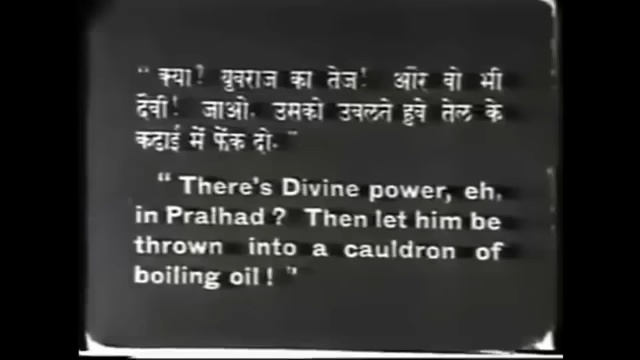 " क्या? युवराज का तेज! और वो भी
दैवी! जाओ. उसको उबलते हुवे तेल के
कढाई में फेंक दो. "
" There's Divine power, eh,
in Pralhad ? Then let him be
thrown into a cauldron of
boiling oil ! "